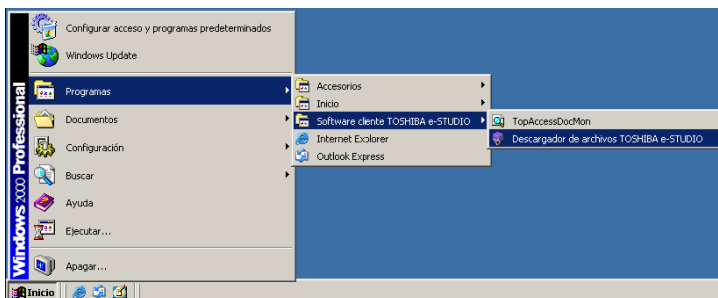 Configurar acceso y programas predeterminados
Windows Update
Programas
Documentos
Configuración
Buscar
Ayuda
Ejecutar...
Apagar...
Windows 2000 Professional
Accesorios
Inicio
Software cliente TOSHIBA e-STUDIO
Internet Explorer
Outlook Express
TopAccessDocMon
Descargador de archivos TOSHIBA e-STUDIO
Inicio